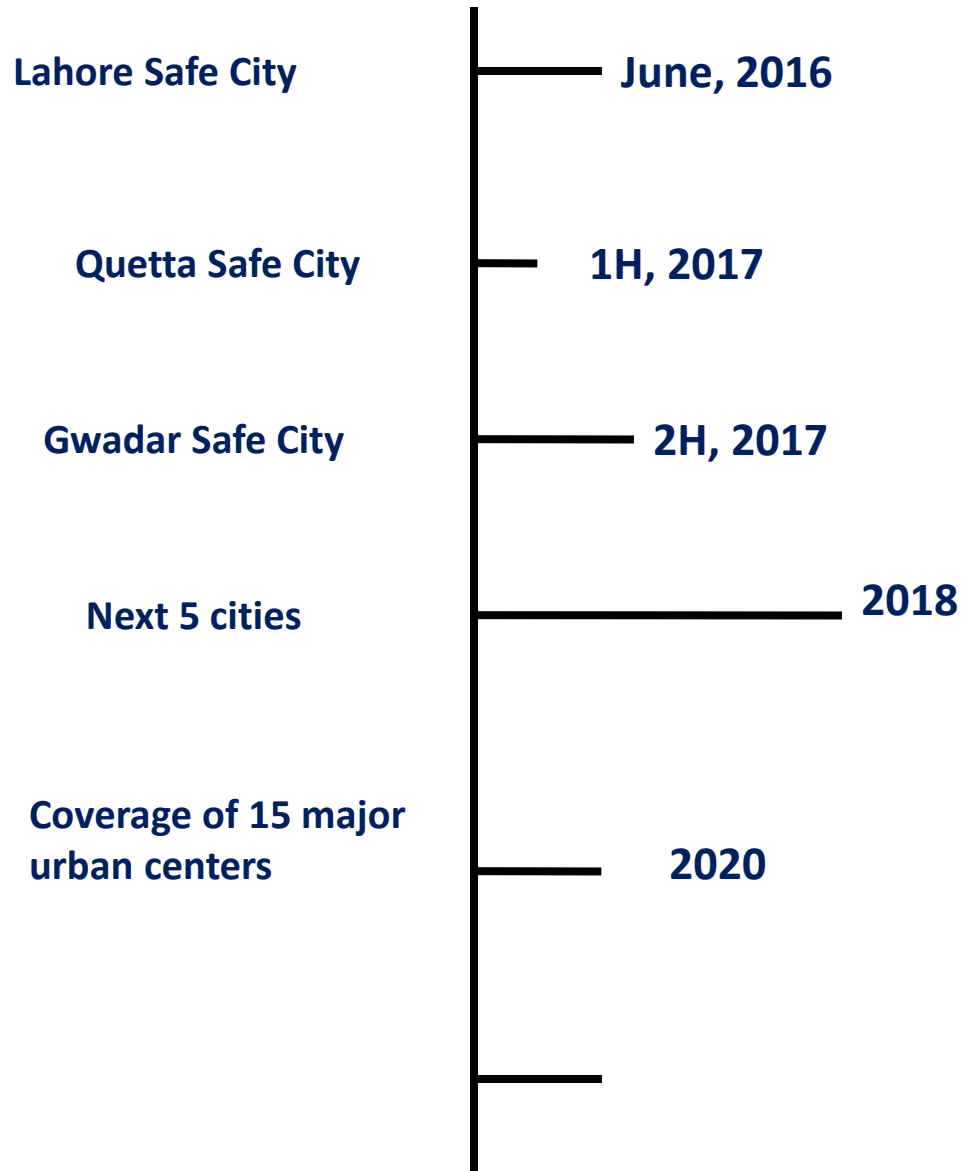 Lahore Safe City
June, 2016
Quetta Safe City
1H, 2017
Gwadar Safe City
2H, 2017
Next 5 cities
2018
Coverage of 15 major
urban centers
2020